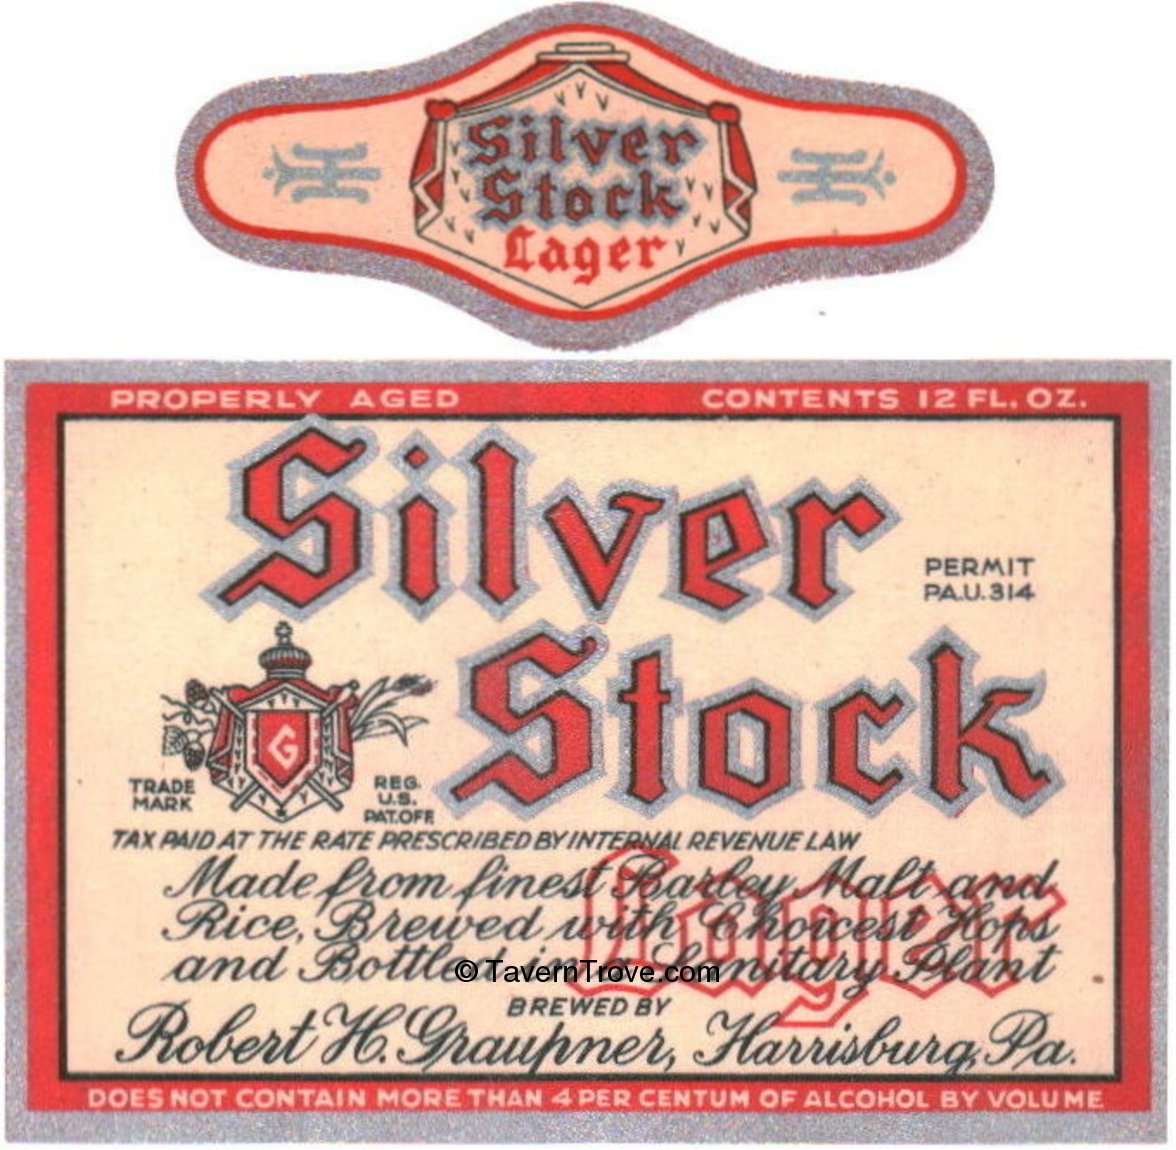 Silver
Stock
Lager
PROPERLY AGED
CONTENTS 12 FL. OZ.
Silver
PERMIT
PA.U.314
Stock
G
TRADE
MARK
REG.
U.S.
PAT.OFF.
TAX PAID AT THE RATE PRESCRIBED BY INTERNAL REVENUE LAW
Lager
Made from finest Barley Malt and
Rice, Brewed with Choicest Hops
and Bottled in a Sanitary Plant
© TavernTrove.com
BREWED BY
Robert H. Graupner, Harrisburg, Pa.
DOES NOT CONTAIN MORE THAN 4 PER CENTUM OF ALCOHOL BY VOLUME